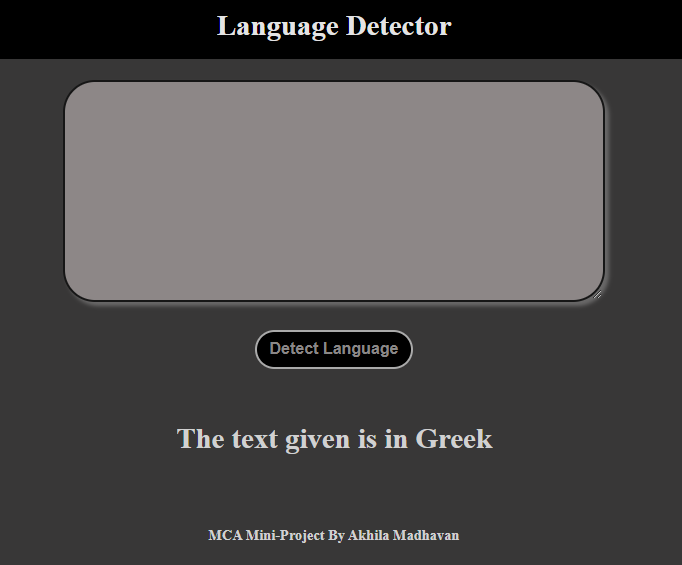 Language Detector
Detect Language
The text given is in Greek
MCA Mini-Project By Akhila Madhavan